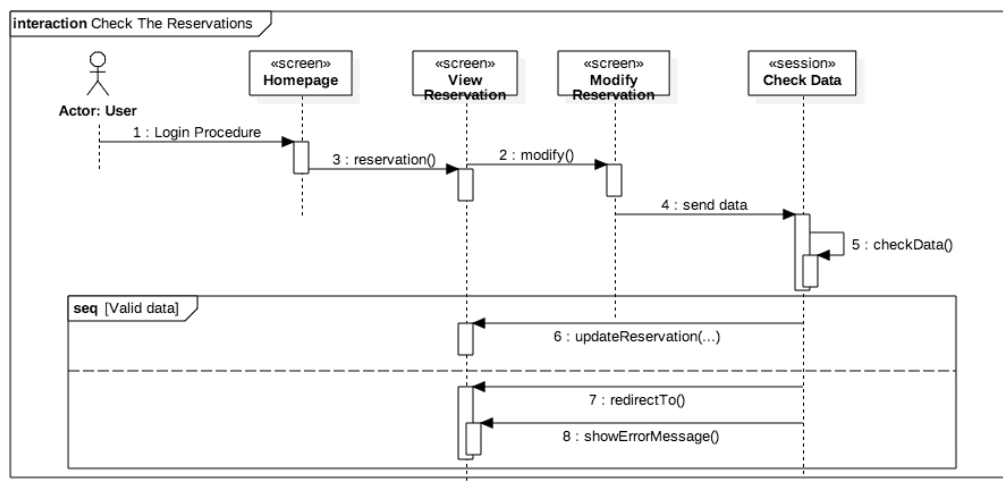 interaction Check The Reservations
«screen»
Homepage
«screen»
View
Reservation
«screen»
Modify
Reservation
«session»
Check Data
Actor: User
1 : Login Procedure
3 : reservation()
2 : modify()
4 : send data
5 : checkData()
seq [Valid data]
6 : updateReservation(...)
7 : redirectTo()
8 : showErrorMessage()